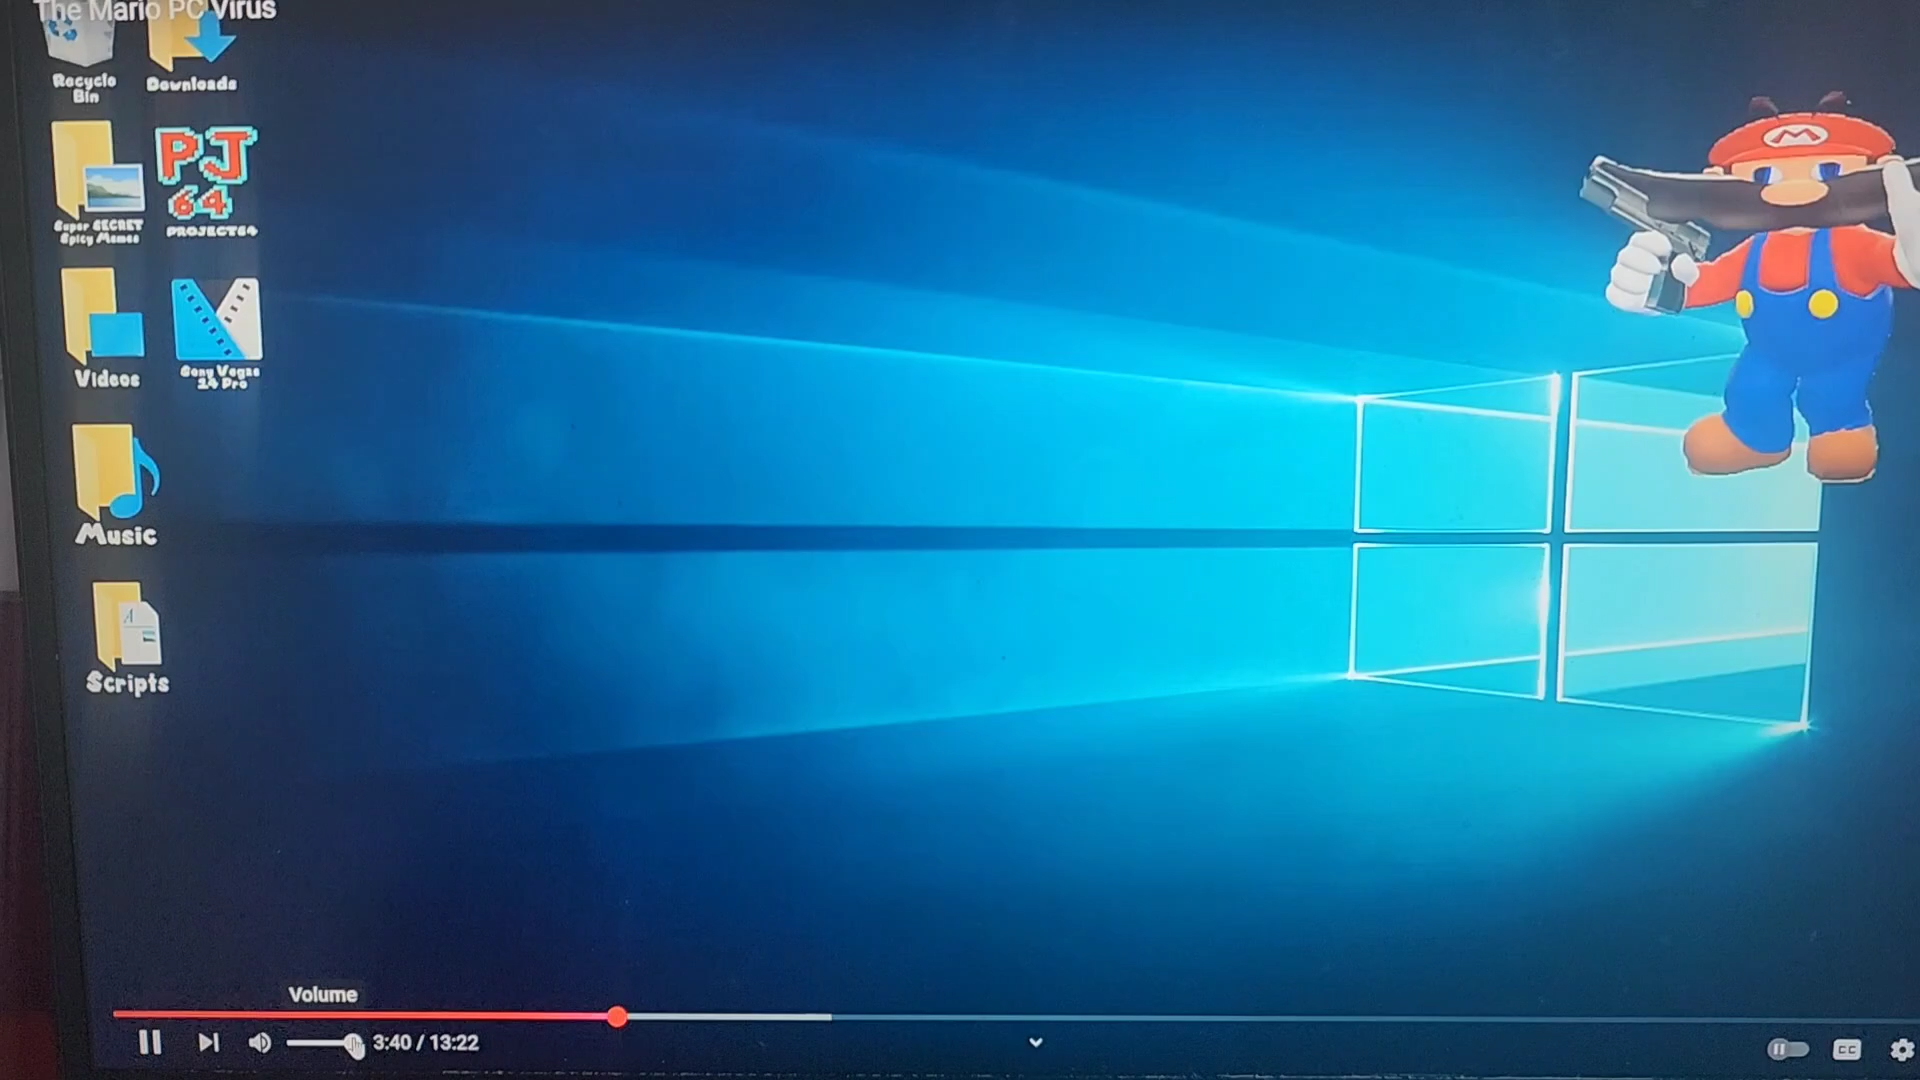 The Mario PC Virus
Recycle
Bin
Downloads
Super SECRET
Spicy Memes
PJ
64
PROJECT64
Videos
Sony Vegas
14 Pro
Music
Scripts
M
Volume
3:40 / 13:22
CC